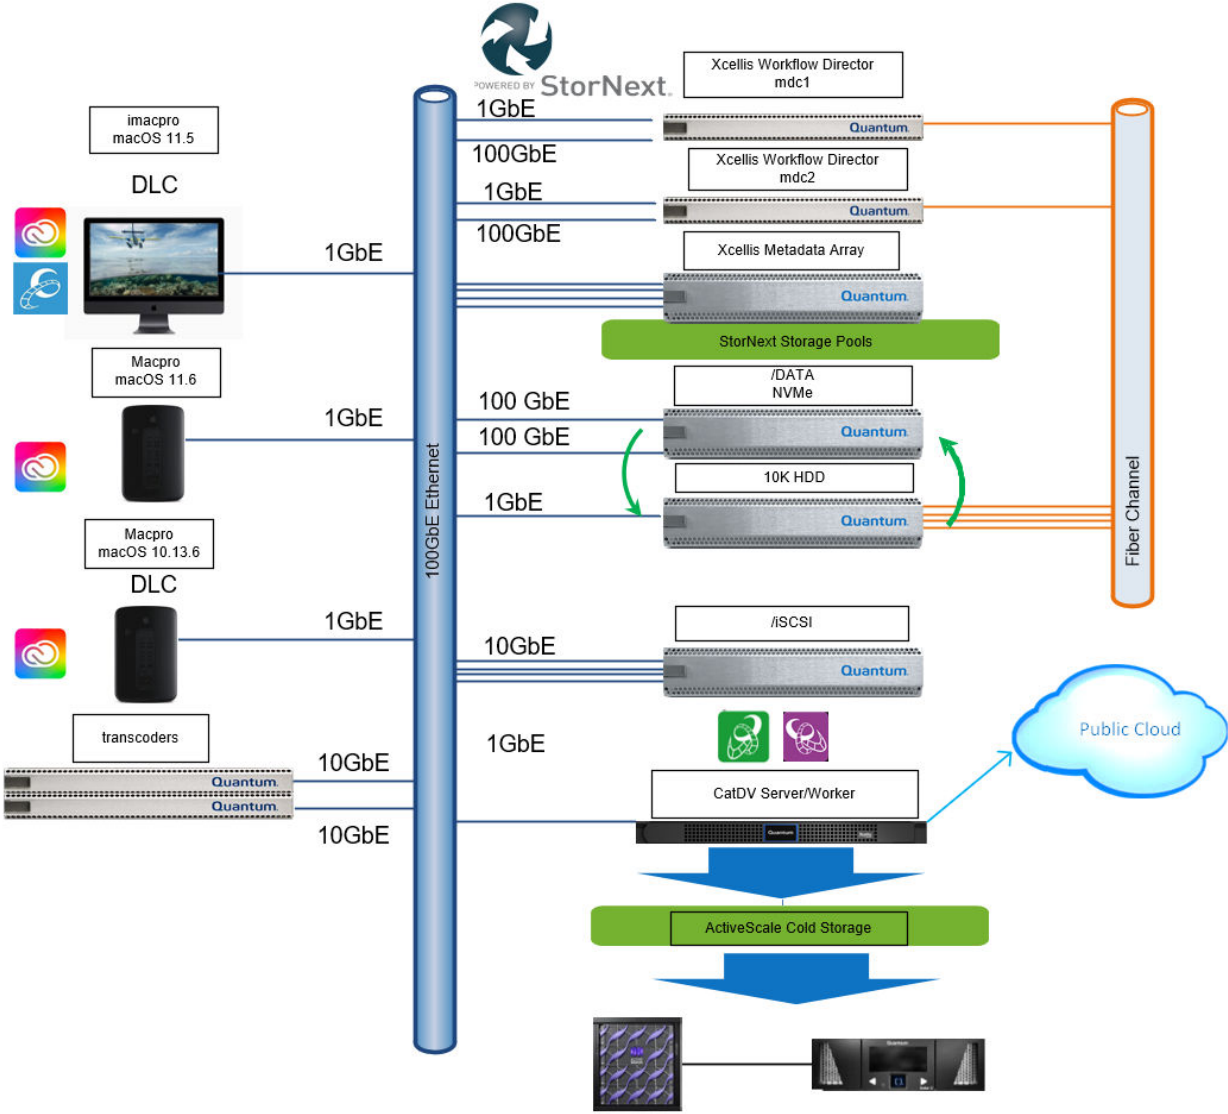 POWERED BY StorNext.
Xcellis Workflow Director
mdc1
imacpro
macOS 11.5
1GbE
Quantum.
100GbE
Xcellis Workflow Director
mdc2
DLC
1GbE
Quantum.
100GbE
1GbE
Xcellis Metadata Array
Quantum.
StorNext Storage Pools
Macpro
macOS 11.6
/DATA
NVMe
1GbE
100 GbE
Quantum.
100 GbE
10K HDD
1GbE
Quantum.
100GbE Ethernet
Fiber Channel
Macpro
macOS 10.13.6
DLC
1GbE
/iSCSI
10GbE
Quantum.
transcoders
1GbE
Public Cloud
10GbE
Quantum.
Quantum.
10GbE
CatDV Server/Worker
Quantum
ActiveScale Cold Storage
Quantum